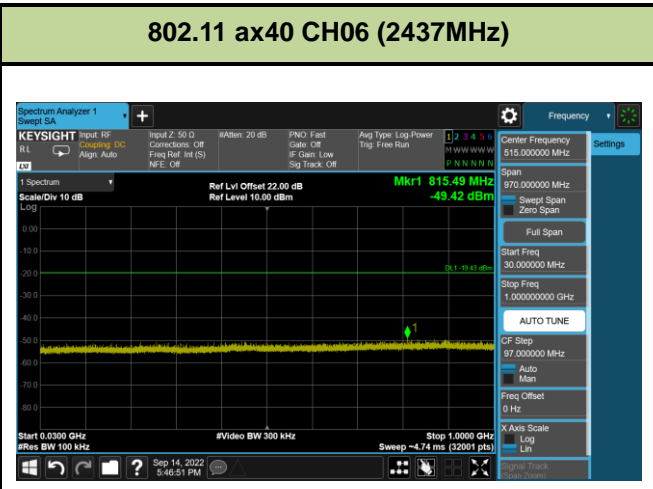 802.11 ax40 CH06 (2437MHz)
Spectrum Analyzer 1
Swept SA
+
Frequency
KEYSIGHT
RL
LXI
Input: RF
Coupling: DC
Align: Auto
Input Z: 50 Ω
Corrections: Off
Freq Ref: Int (S)
NFE: Off
#Atten: 20 dB
PNO: Fast
Gate: Off
IF Gain: Low
Sig Track: Off
Avg Type: Log-Power
Trig: Free Run
1 2 3 4 5 6
M W W W W W
P N N N N N
Center Frequency
515.000000 MHz
Settings
1 Spectrum
Scale/Div 10 dB
Log
Ref Lvl Offset 22.00 dB
Ref Level 10.00 dBm
Mkr1 815.49 MHz
-49.42 dBm
Span
970.000000 MHz
Swept Span
Zero Span
Full Span
Start Freq
30.000000 MHz
Stop Freq
1.000000000 GHz
AUTO TUNE
CF Step
97.000000 MHz
Auto
Man
Freq Offset
0 Hz
X Axis Scale
Log
Lin
Signal Track
(Span Zoom)
0.00
-10.0
-20.0
-30.0
-40.0
-50.0
-60.0
-70.0
-80.0
DL1 -19.43 dBm
1
Start 0.0300 GHz
#Res BW 100 kHz
#Video BW 300 kHz
Stop 1.0000 GHz
Sweep ~4.74 ms (32001 pts)
?
Sep 14, 2022
5:46:51 PM